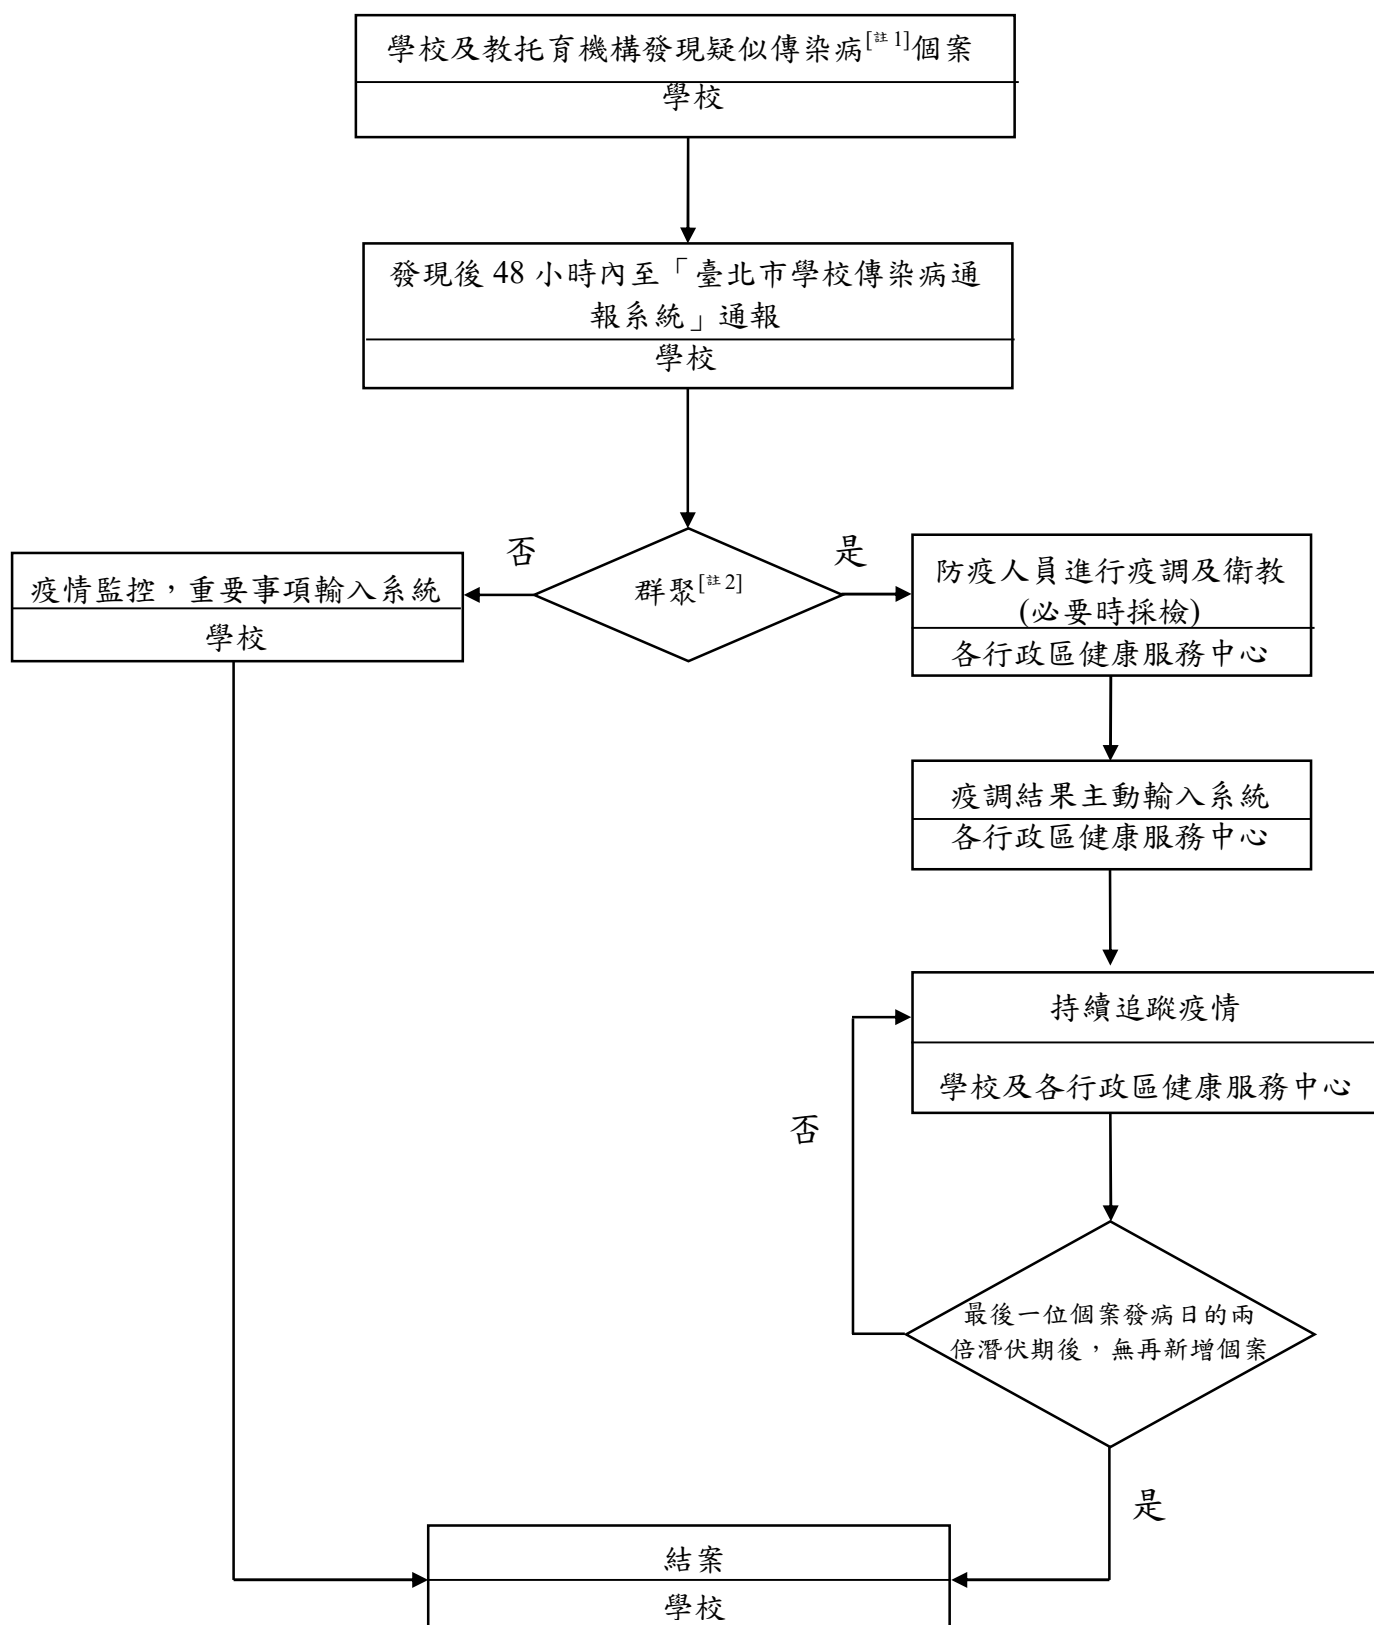 學校及教托育機構發現疑似傳染病[註1]個案
學校
發現後 48 小時內至「臺北市學校傳染病通
報系統」通報
學校
否
是
群聚[註2]
疫情監控，重要事項輸入系統
學校
防疫人員進行疫調及衛教
(必要時採檢)
各行政區健康服務中心
疫調結果主動輸入系統
各行政區健康服務中心
持續追蹤疫情
學校及各行政區健康服務中心
否
最後一位個案發病日的兩
倍潛伏期後，無再新增個案
是
結案
學校